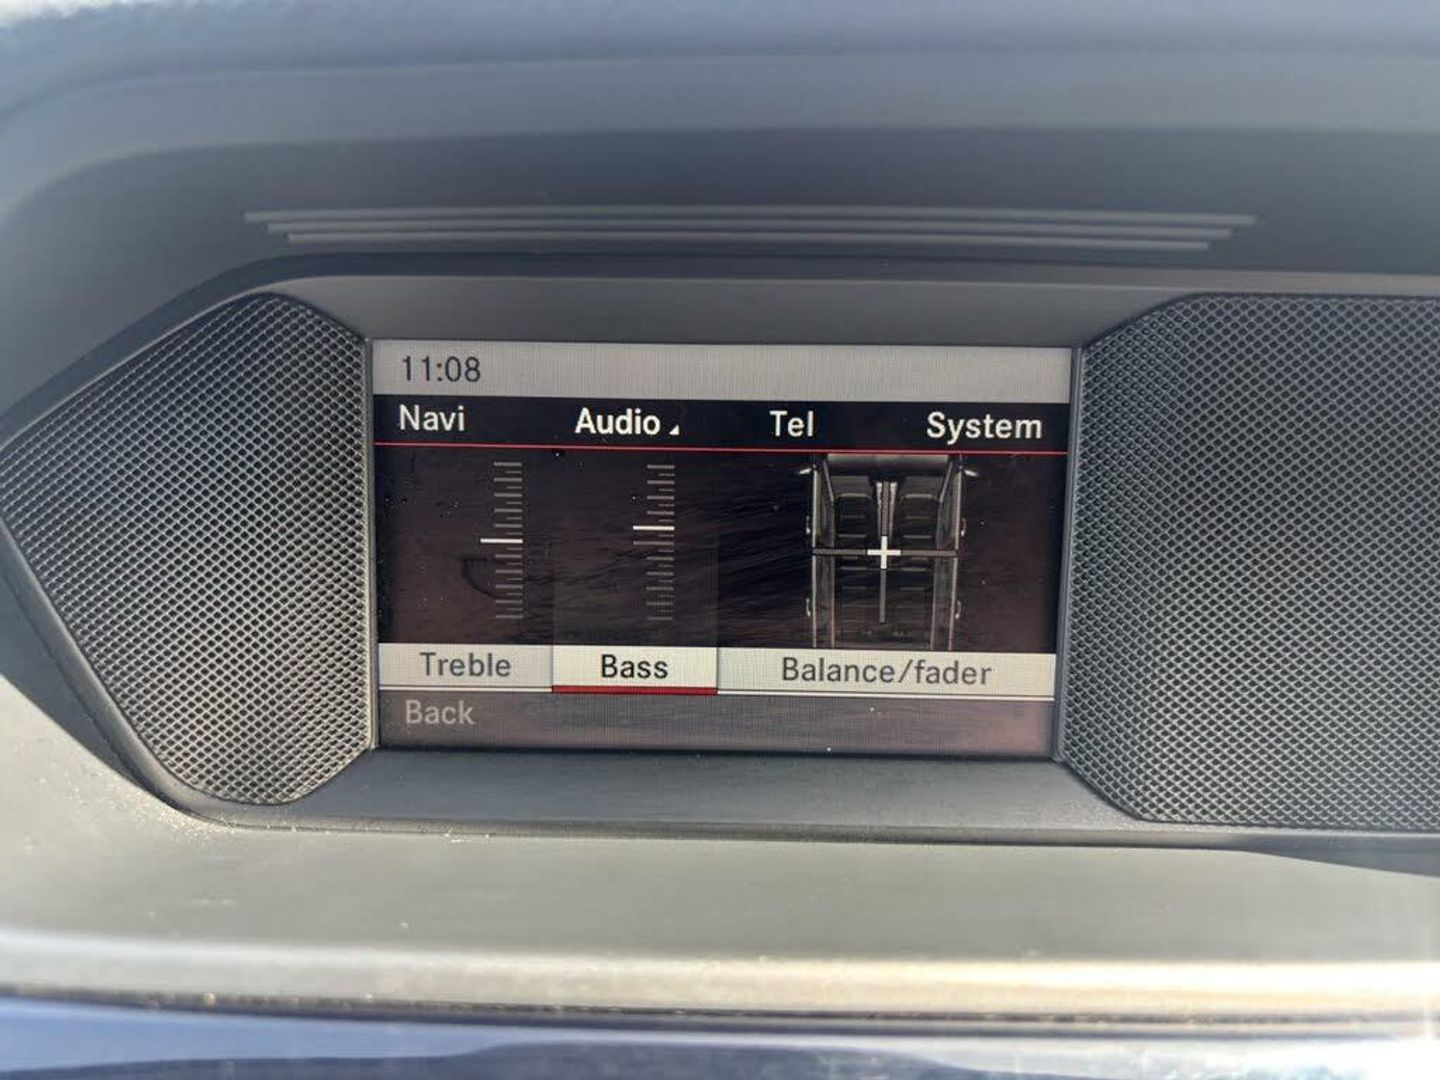 11:08
Navi Audio Tel System
Treble Bass Balance/fader
Back